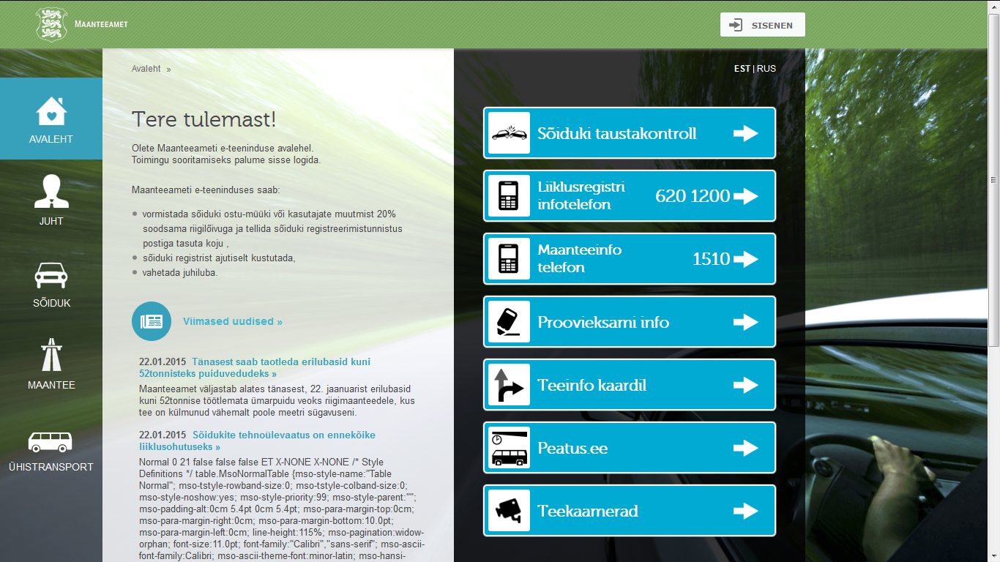 MAANTEEAMET
SISENEN
AVALEHT
JUHT
SÕIDUK
MAANTEE
ÜHISTRANSPORT
Avaleht »
Tere tulemast!
Olete Maanteeameti e-teeninduse avalehel.
Toimingu sooritamiseks palume sisse logida.
Maanteeameti e-teeninduses saab:
vormistada sõiduki ostu-müüki või kasutajate muutmist 20%
soodsama riigilõivuga ja tellida sõiduki registreerimistunnistus
postiga tasuta koju ,
sõiduki registrist ajutiselt kustutada,
vahetada juhiluba.
Viimased uudised »
22.01.2015 Tänasest saab taotleda erilubasid kuni
52tonnisteks puiduvedudeks »
Maanteeamet väljastab alates tänasest, 22. jaanuarist erilubasid
kuni 52tonnise töötlemata ümarpuidu veoks riigimaanteedele, kus
tee on külmunud vähemalt poole meetri sügavuseni.
22.01.2015 Sõidukite tehnoülevaatus on ennekõike
liiklusohutuseks »
Normal 0 21 false false false ET X-NONE X-NONE /* Style
Definitions */ table.MsoNormalTable {mso-style-name:"Table
Normal"; mso-tstyle-rowband-size:0; mso-tstyle-colband-size:0;
mso-style-noshow:yes; mso-style-priority:99; mso-style-parent:"";
mso-padding-alt:0cm 5.4pt 0cm 5.4pt; mso-para-margin-top:0cm;
mso-para-margin-right:0cm; mso-para-margin-bottom:10.0pt;
mso-para-margin-left:0cm; line-height:115%; mso-pagination:widow-
orphan; font-size:11.0pt; font-family:"Calibri","sans-serif"; mso-ascii-
font-family:Calibri; mso-ascii-theme-font:minor-latin; mso-hansi-
EST | RUS
Sõiduki taustakontroll
Liiklusregistri
infotelefon
620 1200
Maanteeinfo
telefon
1510
Proovieksami info
Teeinfo kaardil
Peatus.ee
Teekaamerad